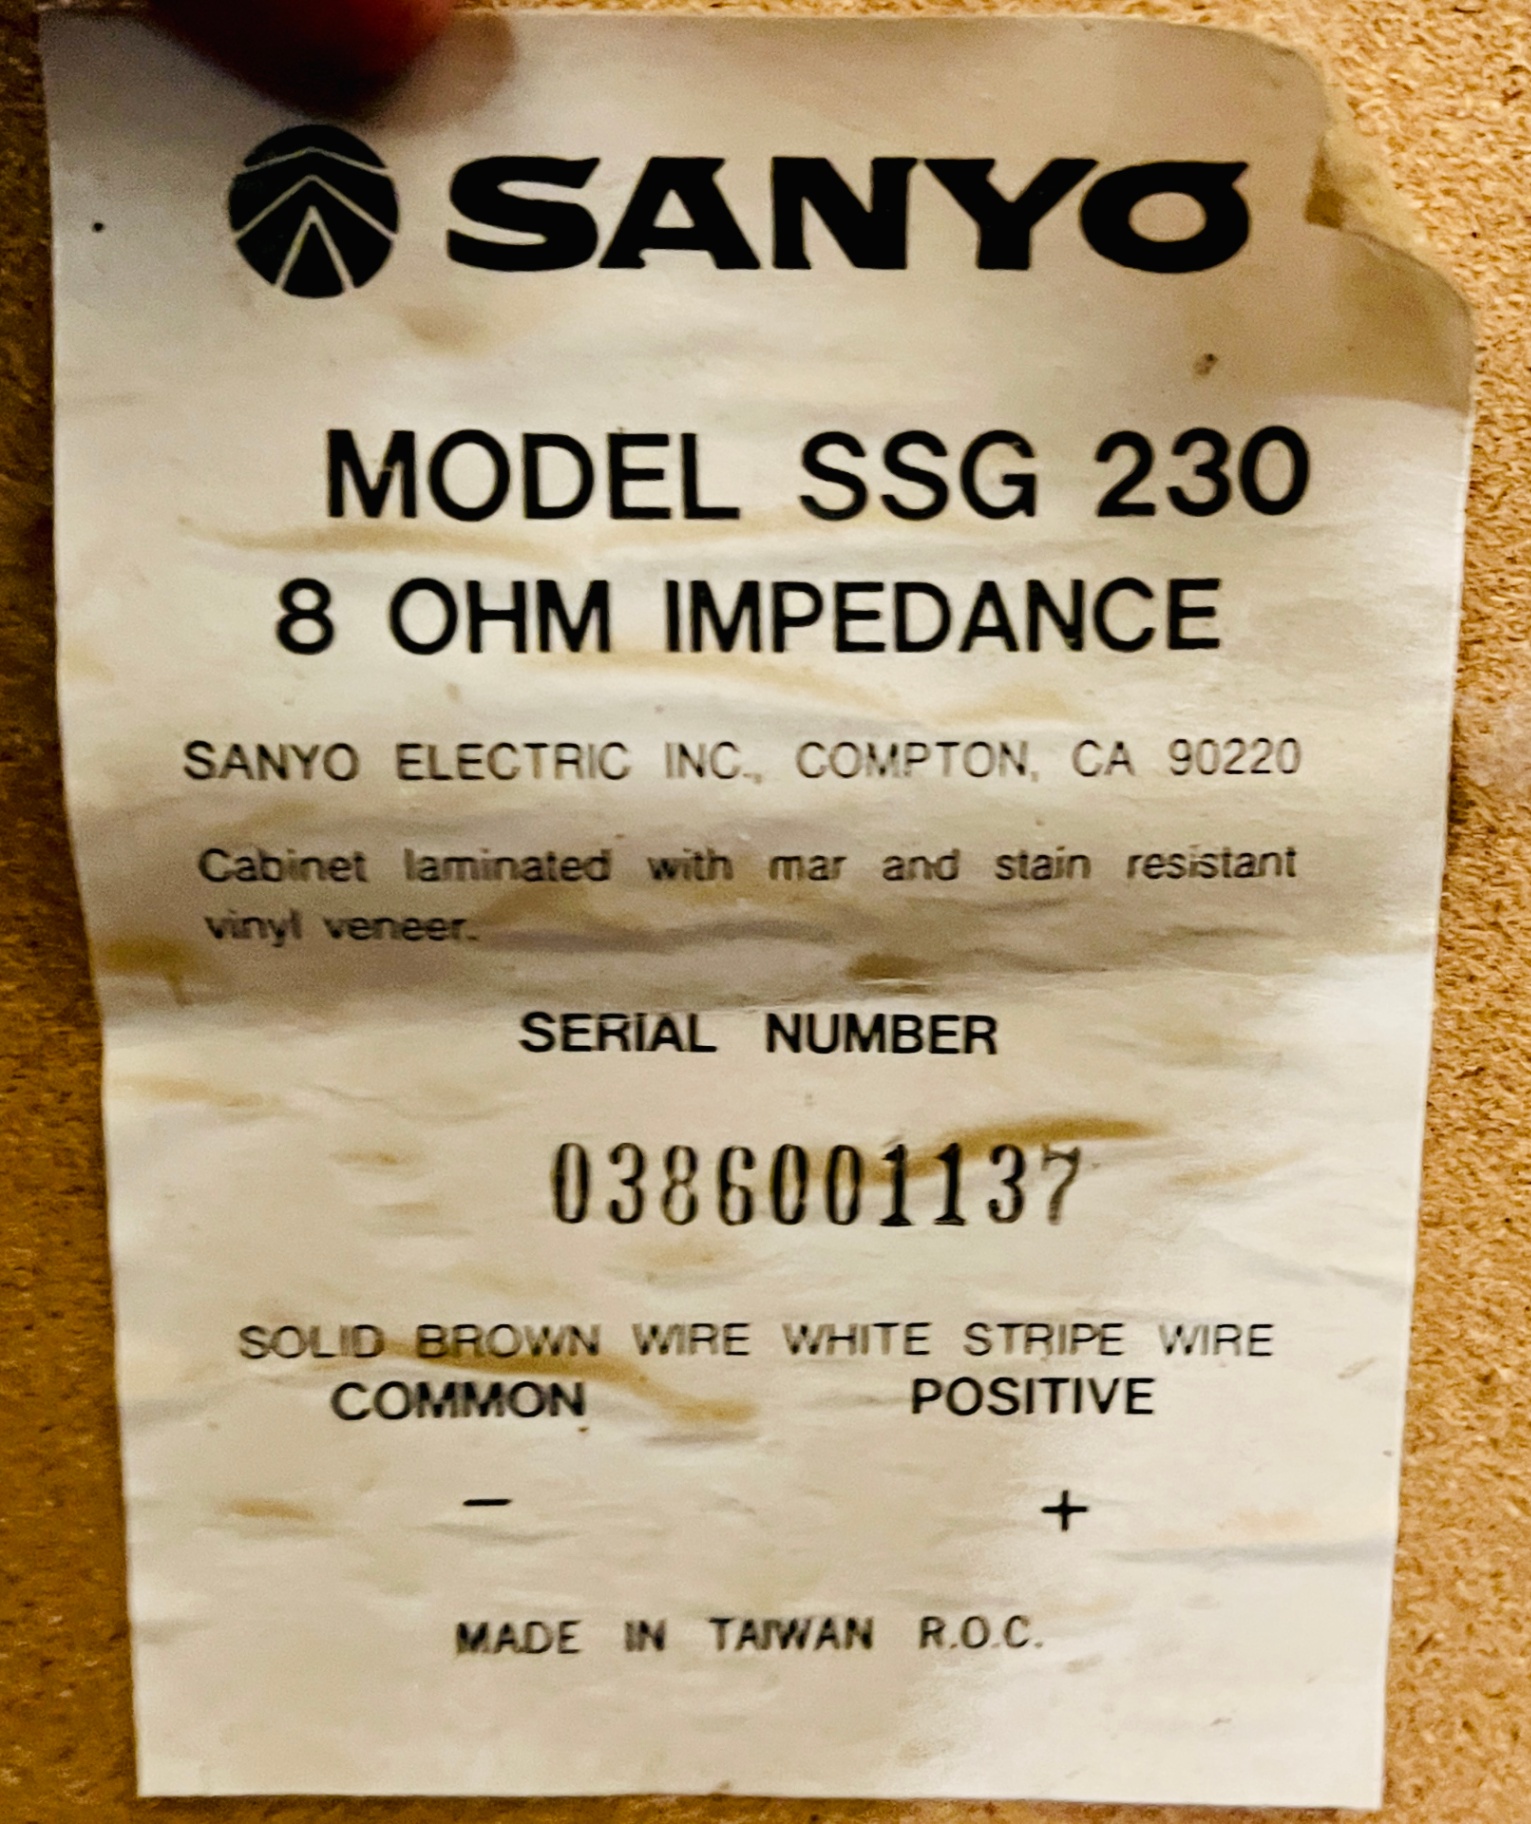 SANYO
MODEL SSG 230
8 OHM IMPEDANCE
SANYO ELECTRIC INC., COMPTON, CA 90220
Cabinet laminated with mar and stain resistant
vinyl veneer.
SERIAL NUMBER
0386001137
SOLID BROWN WIRE WHITE STRIPE WIRE
COMMON POSITIVE
− +
MADE IN TAIWAN R.O.C.